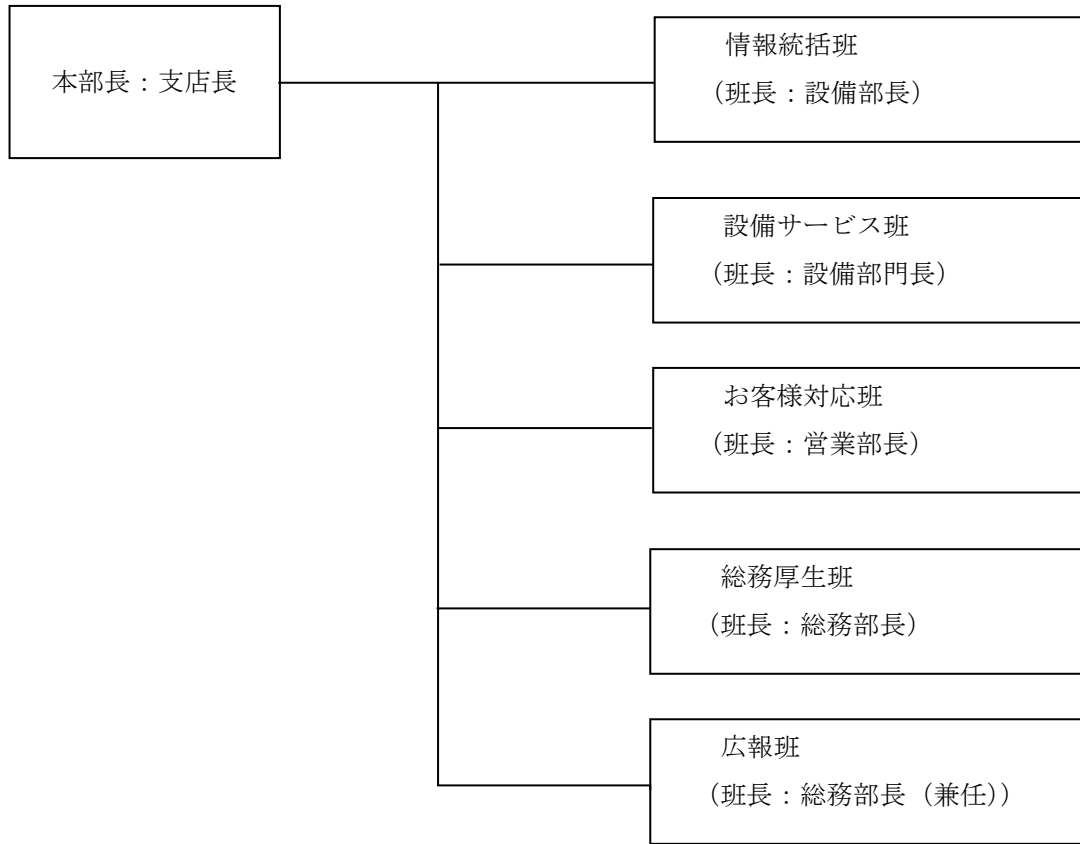 本部長：支店長
情報統括班
（班長：設備部長）
設備サービス班
（班長：設備部門長）
お客様対応班
（班長：営業部長）
総務厚生班
（班長：総務部長）
広報班
（班長：総務部長（兼任））